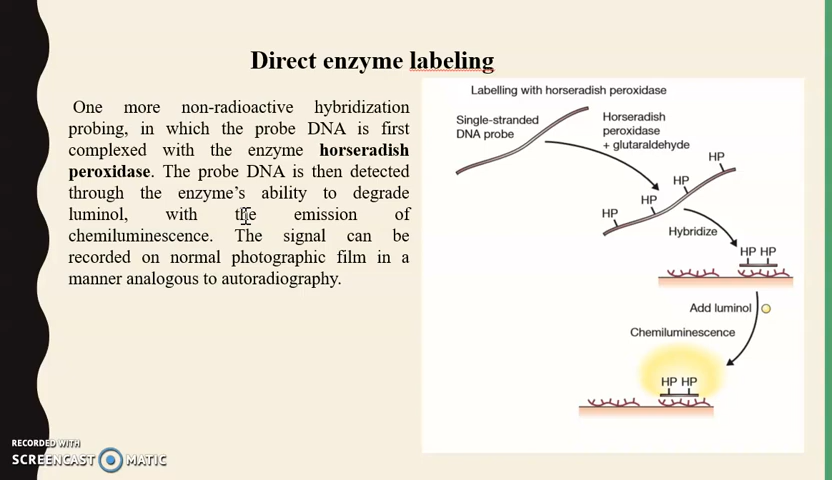 Direct enzyme labeling
One more non-radioactive hybridization
probing, in which the probe DNA is first
complexed with the enzyme horseradish
peroxidase. The probe DNA is then detected
through the enzyme's ability to degrade
luminol, with the emission of
chemiluminescence. The signal can be
recorded on normal photographic film in a
manner analogous to autoradiography.
Labelling with horseradish peroxidase
Single-stranded
DNA probe
Horseradish
peroxidase
+ glutaraldehyde
HP
HP
HP
HP
Hybridize
HP HP
Add luminol
Chemiluminescence
HP HP
RECORDED WITH
SCREENCAST MATIC